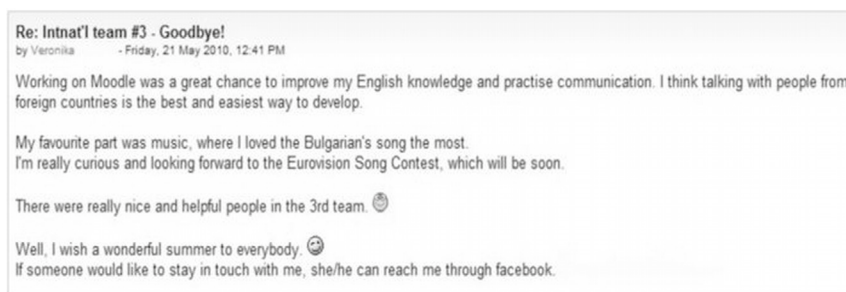 Re: Intnat'l team #3 - Goodbye!
by Veronika - Friday, 21 May 2010, 12:41 PM
Working on Moodle was a great chance to improve my English knowledge and practise communication. I think talking with people from
foreign countries is the best and easiest way to develop.
My favourite part was music, where I loved the Bulgarian's song the most.
I'm really curious and looking forward to the Eurovision Song Contest, which will be soon.
There were really nice and helpful people in the 3rd team.
Well, I wish a wonderful summer to everybody.
If someone would like to stay in touch with me, she/he can reach me through facebook.